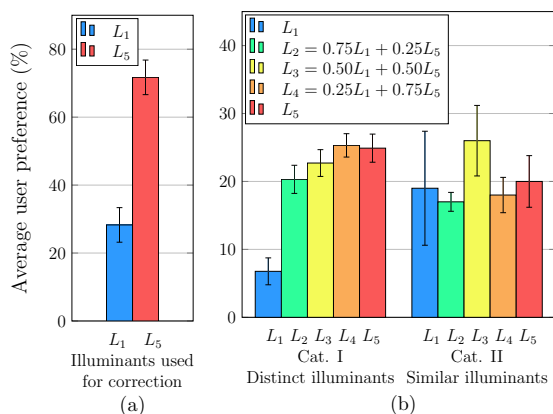 Average user preference (%)
80
60
40
20
0
L₁
L₅
L₁ L₅
Illuminants used
for correction
(a)
40
30
20
10
0
L₁
L₂ = 0.75L₁ + 0.25L₅
L₃ = 0.50L₁ + 0.50L₅
L₄ = 0.25L₁ + 0.75L₅
L₅
L₁ L₂ L₃ L₄ L₅
Cat. I
Distinct illuminants
L₁ L₂ L₃ L₄ L₅
Cat. II
Similar illuminants
(b)